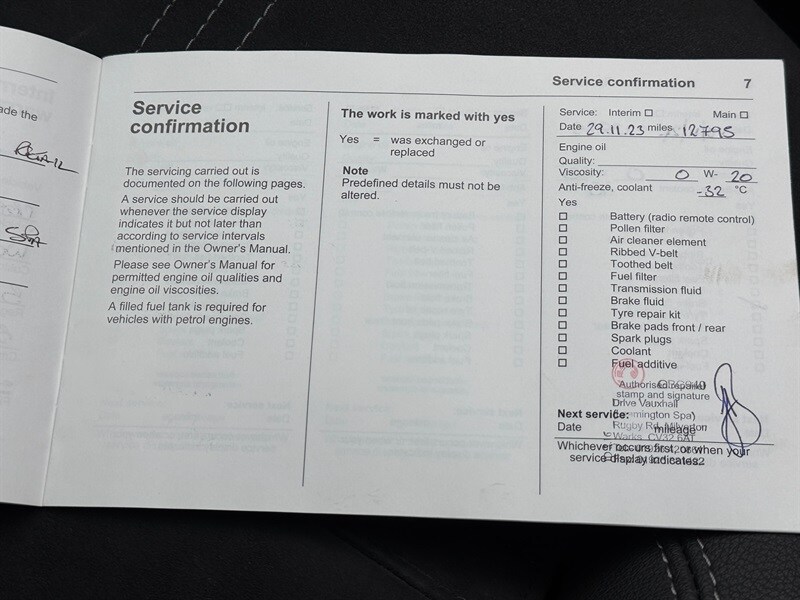 ade the
Service confirmation 7
Service
confirmation
The servicing carried out is
documented on the following pages.
A service should be carried out
whenever the service display
indicates it but not later than
according to service intervals
mentioned in the Owner's Manual.
Please see Owner's Manual for
permitted engine oil qualities and
engine oil viscosities.
A filled fuel tank is required for
vehicles with petrol engines.
The work is marked with yes
Yes = was exchanged or
replaced
Note
Predefined details must not be
altered.
Service: Interim Main
Date 29.11.23 miles 12795
Engine oil
Quality:
Viscosity: 0 W- 20
Anti-freeze, coolant -32 °C
Yes
Battery (radio remote control)
Pollen filter
Air cleaner element
Ribbed V-belt
Toothed belt
Fuel filter
Transmission fluid
Brake fluid
Tyre repair kit
Brake pads front / rear
Spark plugs
Coolant
Fuel additive
Authorised repairer
stamp and signature
Drive Vauxhall
Next service: mington Spa)
Date Rugby Rd, Milverton
mileage
Warks, CV32 6AT
Whichever occurs first, or when your
service display indicates.